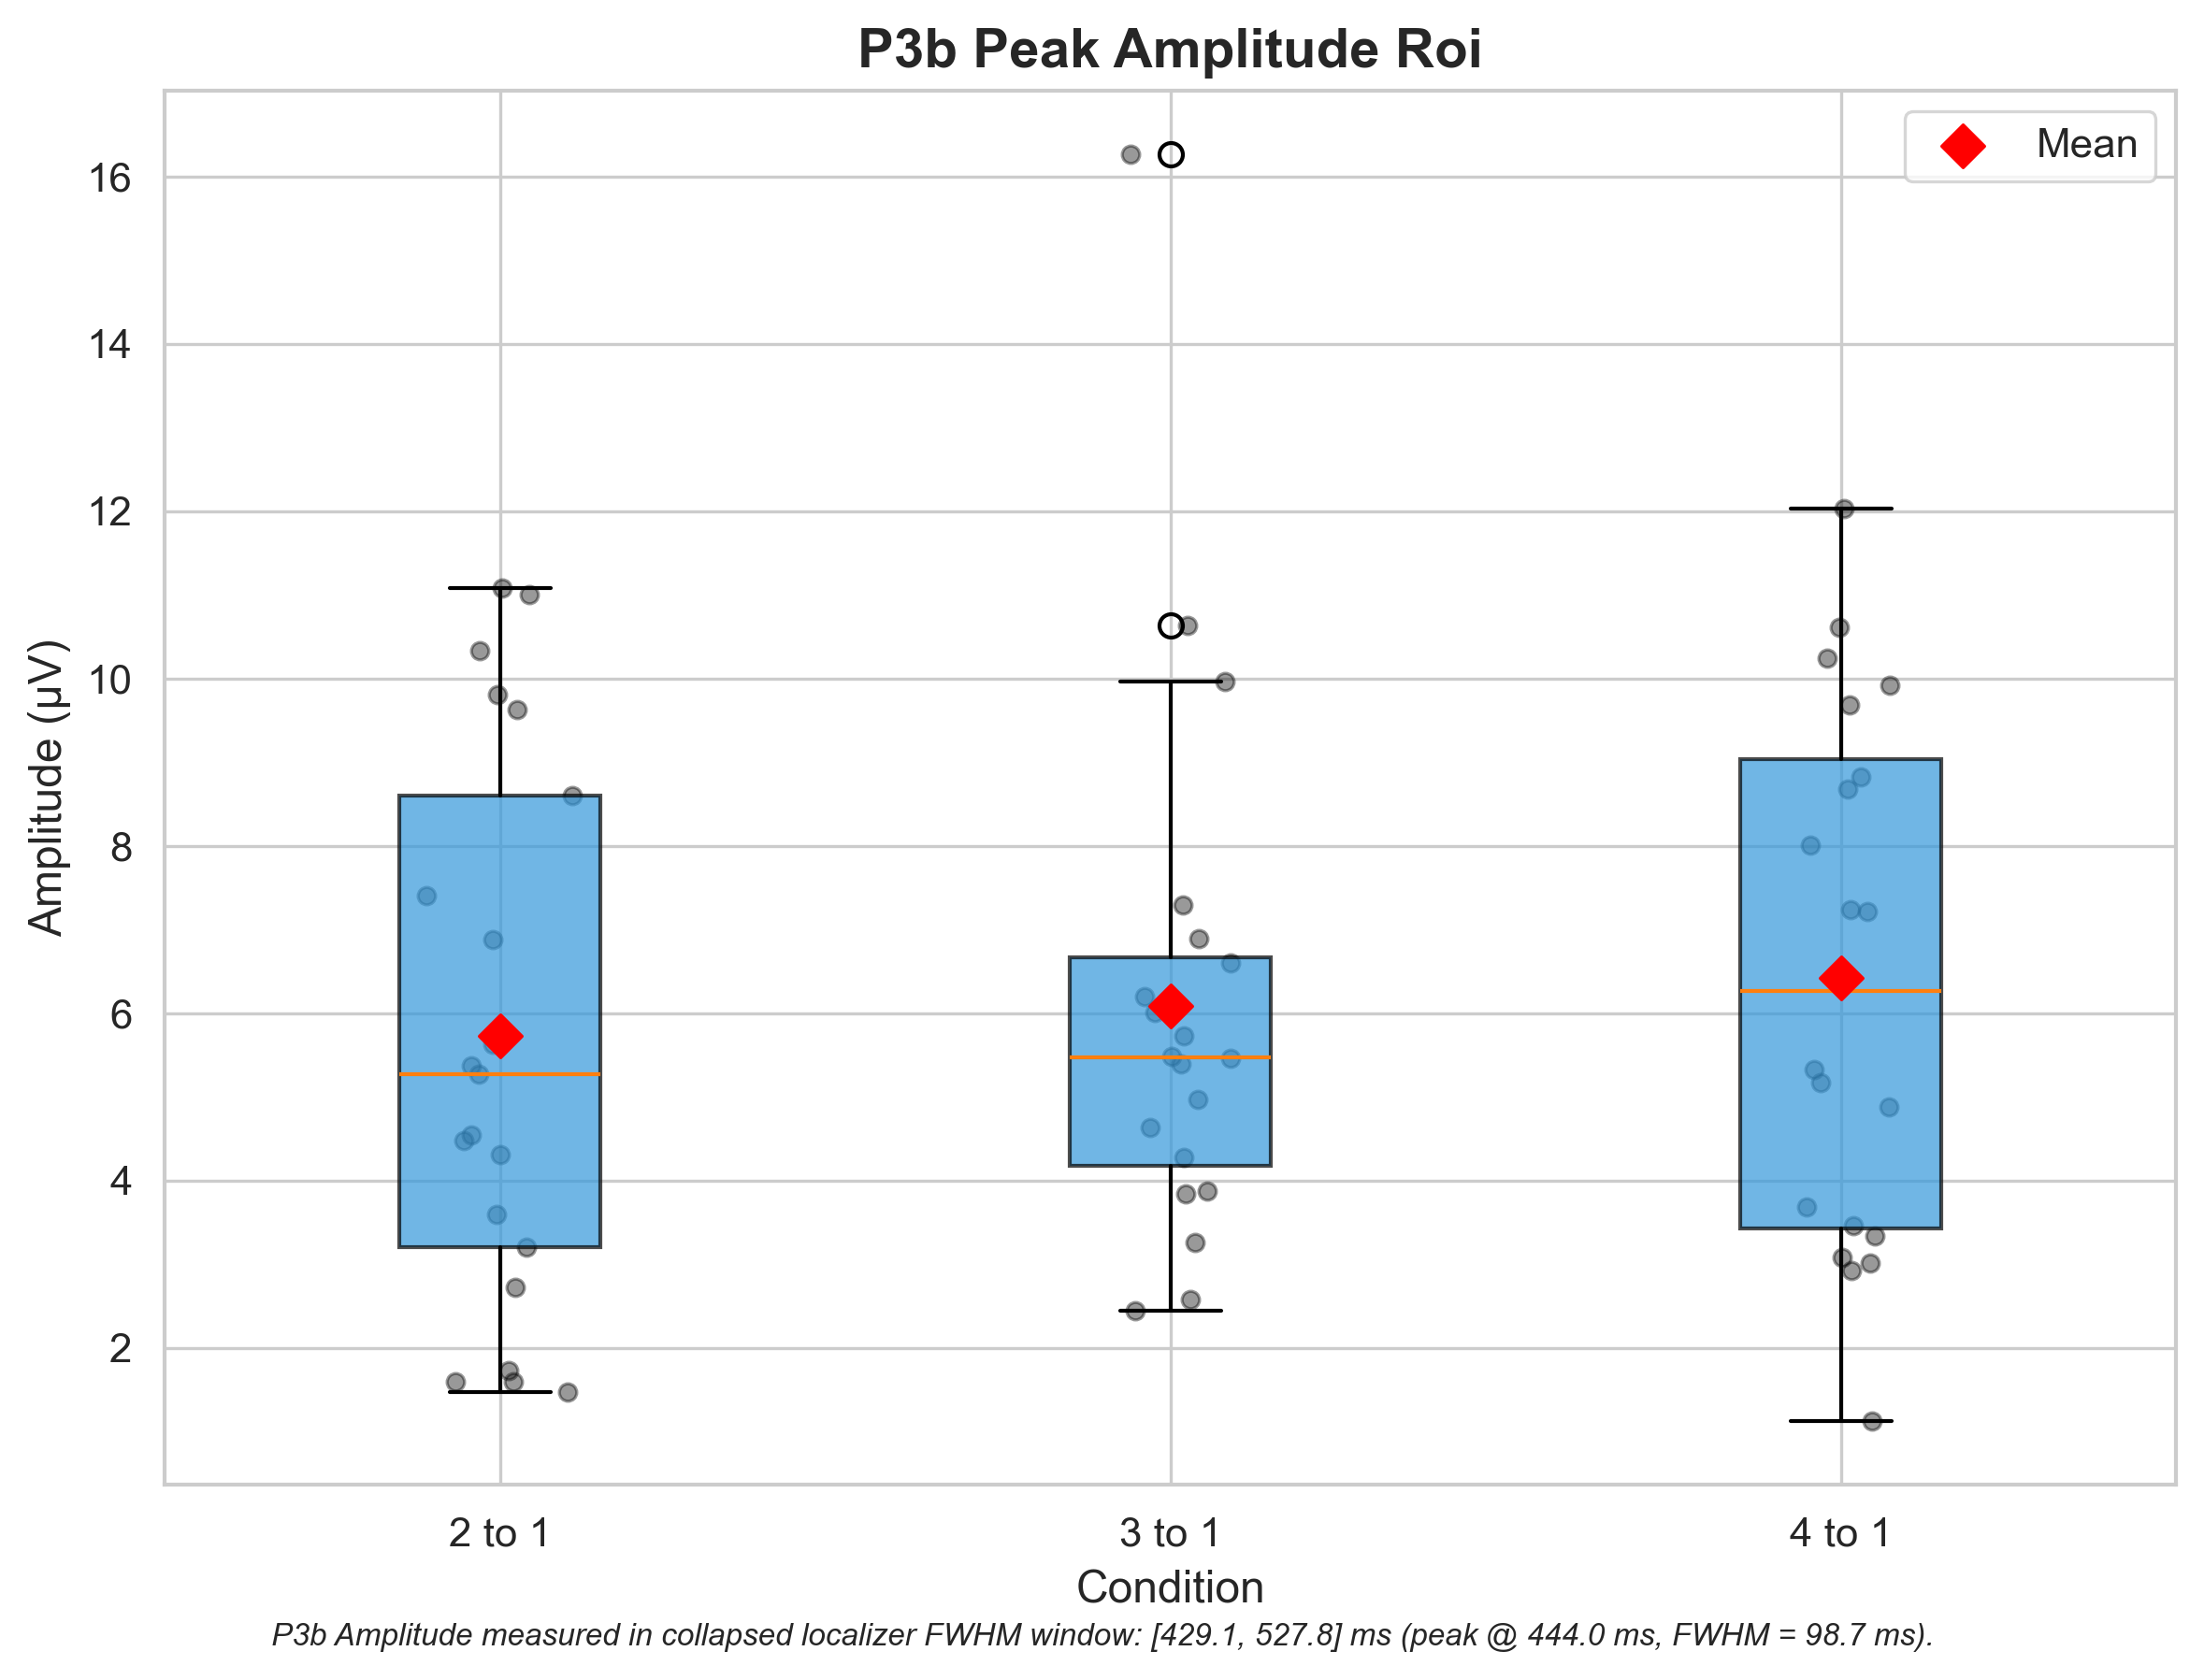 P3b Peak Amplitude Roi
Mean
16
14
12
10
8
6
4
2
Amplitude (µV)
2 to 1
3 to 1
4 to 1
Condition
P3b Amplitude measured in collapsed localizer FWHM window: [429.1, 527.8] ms (peak @ 444.0 ms, FWHM = 98.7 ms).